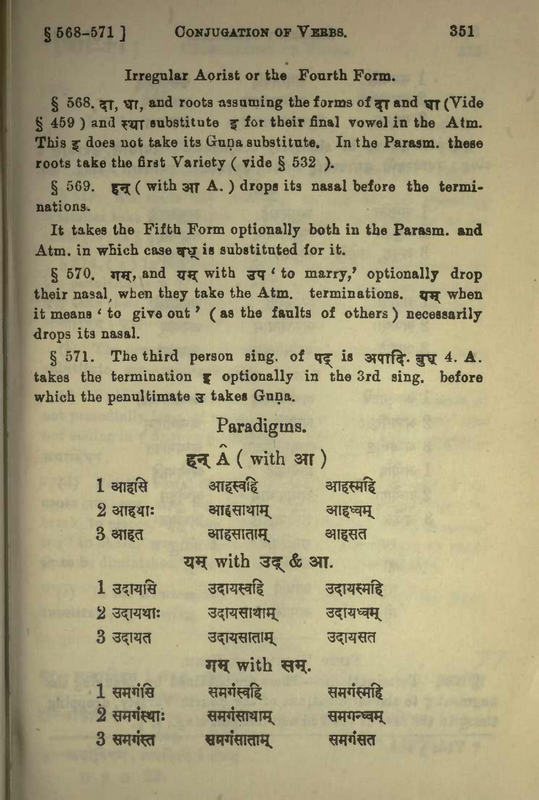 § 568-571 ] CONJUGATION OF VERBS. 351
Irregular Aorist or the Fourth Form.
§ 568. दा, धा, and roots assuming the forms of दा and धा (Vide
§ 459 ) and स्था substitute इ for their final vowel in the Atm.
This इ does not take its Guṇa substitute. In the Parasm. these
roots take the first Variety ( vide § 532 ).
§ 569. हन् ( with आ A. ) drops its nasal before the termi-
nations.
It takes the Fifth Form optionally both in the Parasm. and
Atm. in which case वध् is substituted for it.
§ 570. गम्, and यम् with उप ‘ to marry,’ optionally drop
their nasal, when they take the Atm. terminations. यम् when
it means ‘ to give out ’ ( as the faults of others ) necessarily
drops its nasal.
§ 571. The third person sing. of पद् is अपादि. बुध् 4. A.
takes the termination इ optionally in the 3rd sing. before
which the penultimate उ takes Guṇa.
Paradigms.
हन् Â ( with आ )
1 आहसि आहस्वहि आहस्महि
2 आहथाः आहसाथाम् आहध्वम्
3 आहत आहसाताम् आहसत
यम् with उद् & आ.
1 उदायसि उदायस्वहि उदायस्महि
2 उदायथाः उदायसाथाम् उदायध्वम्
3 उदायत उदायसाताम् उदायसत
गम् with सम्.
1 समगंसि समगंस्वहि समगंस्महि
2 समगंस्थाः समगंसाथाम् समगन्ध्वम्
3 समगंस्त समगंसाताम् समगंसत